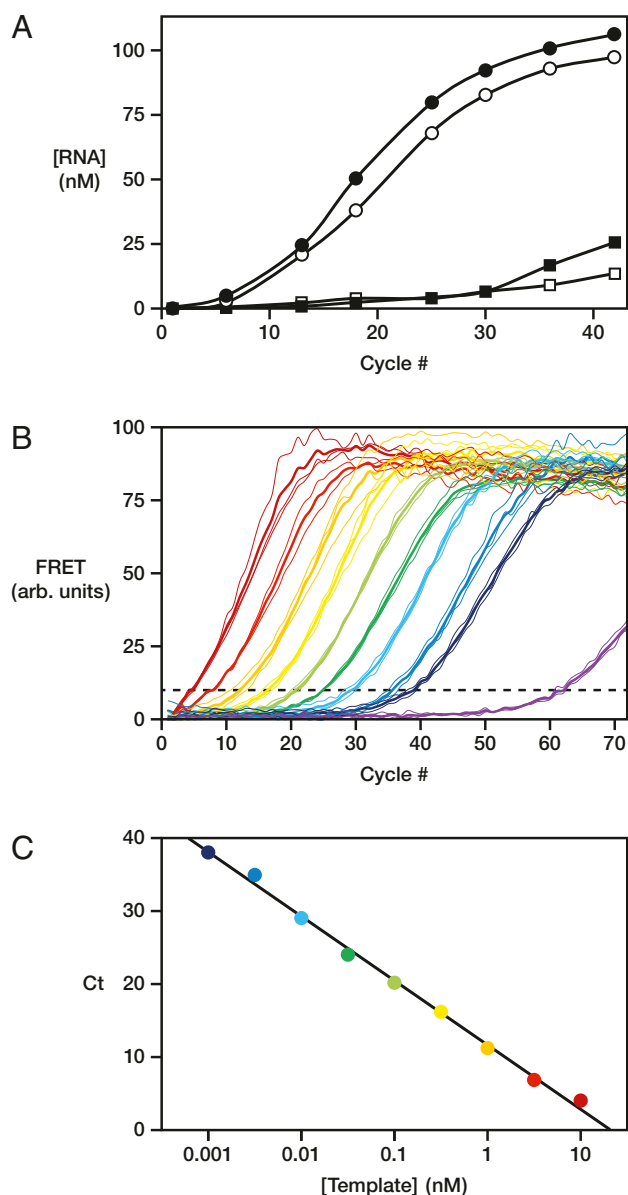 A
100
75
[RNA]
(nM)
50
25
0
0 10 20 30 40
Cycle #
B
100
75
FRET
(arb. units)
50
25
0
0 10 20 30 40 50 60 70
Cycle #
C
40
30
Ct
20
10
0
0.001 0.01 0.1 1 10
[Template] (nM)